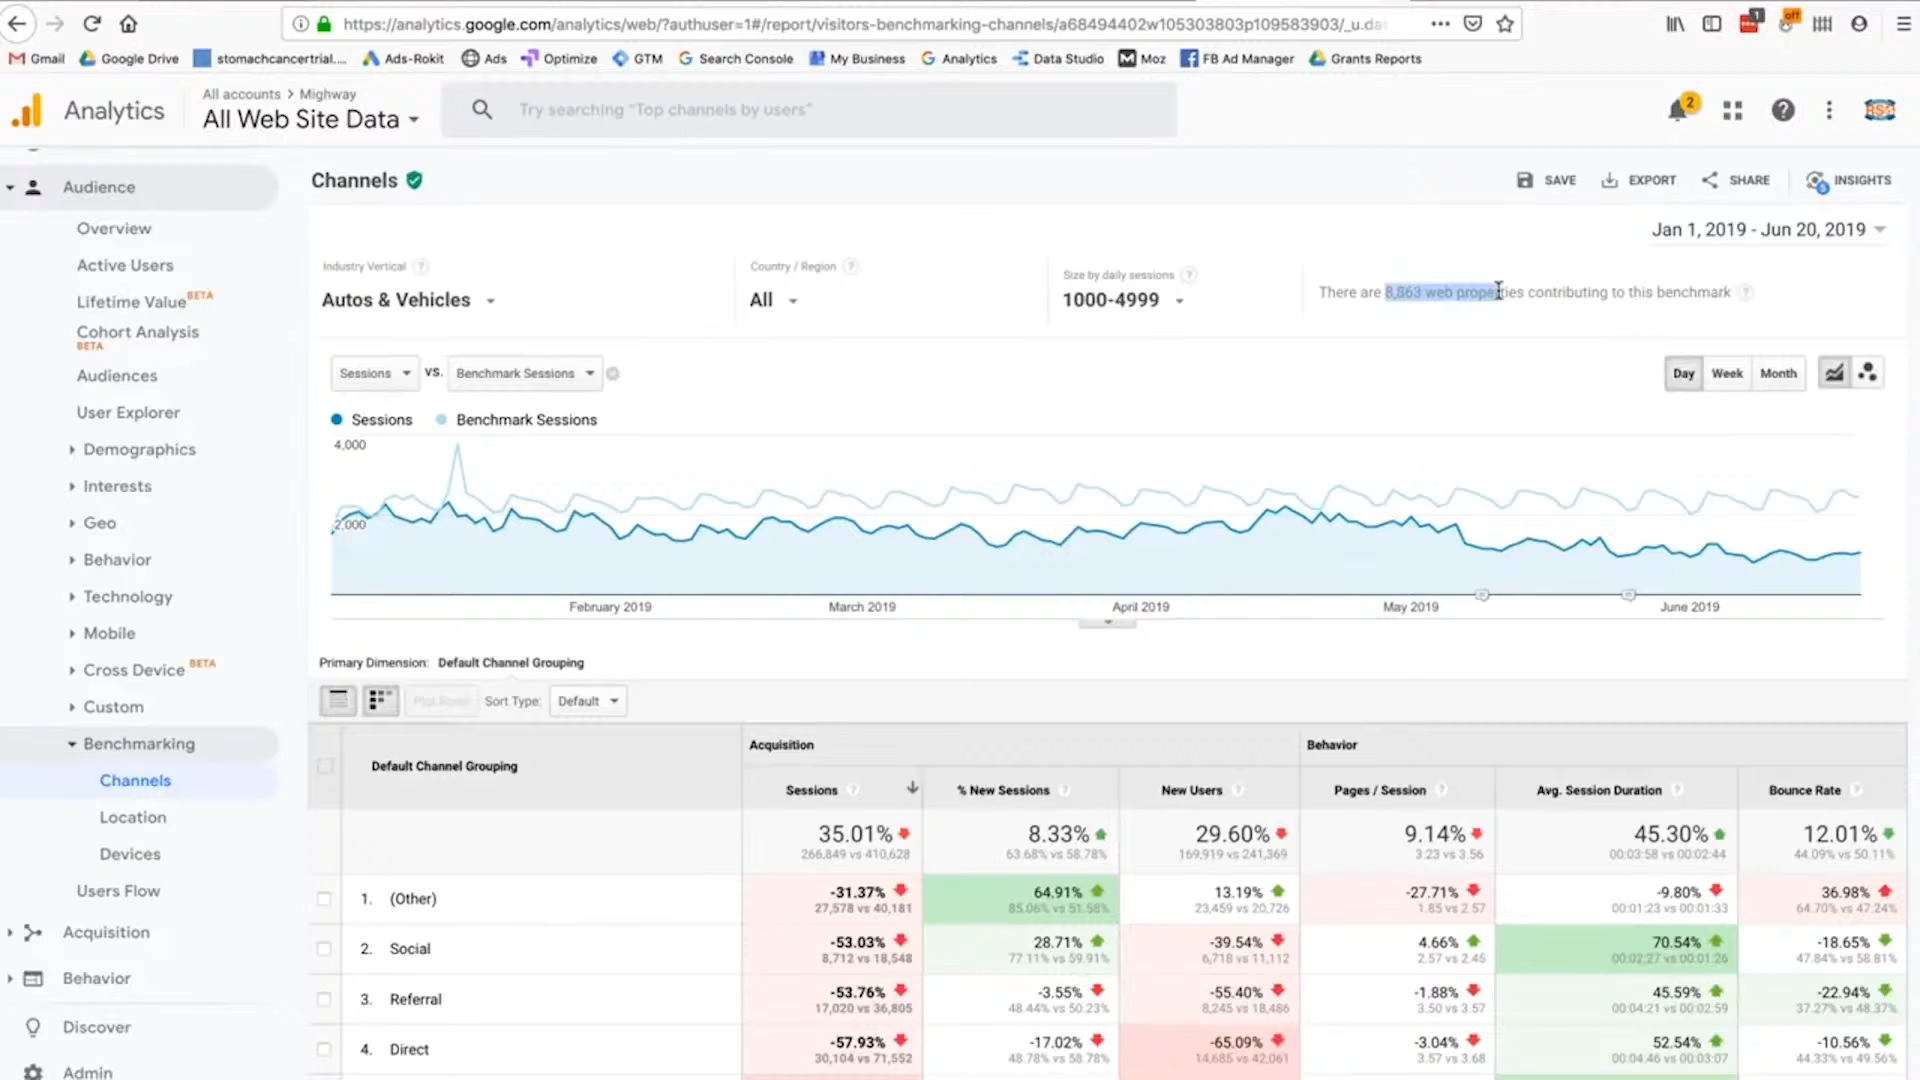 https://analytics.google.com/analytics/web/?authuser=1#/report/visitors-benchmarking-channels/a68494402w105303803p109583903/_u.da
1
off
Gmail Google Drive stomachcancertrial.... Ads-Rokit Ads Optimize GTM Search Console My Business Analytics Data Studio Moz FB Ad Manager Grants Reports
Analytics
All accounts > Mighway
All Web Site Data
Try searching "Top channels by users"
2
Audience
Overview
Active Users
Lifetime Value BETA
Cohort Analysis
BETA
Audiences
User Explorer
Demographics
Interests
Geo
Behavior
Technology
Mobile
Cross Device BETA
Custom
Benchmarking
Channels
Location
Devices
Users Flow
Acquisition
Behavior
Discover
Admin
Channels
SAVE EXPORT SHARE INSIGHTS
Jan 1, 2019 - Jun 20, 2019
Industry Vertical ?
Autos & Vehicles
Country / Region ?
All
Size by daily sessions ?
1000-4999
There are 8,863 web properties contributing to this benchmark ?
Sessions vs. Benchmark Sessions
Day Week Month
Sessions Benchmark Sessions
4,000
2,000
February 2019 March 2019 April 2019 May 2019 June 2019
Primary Dimension: Default Channel Grouping
Plot Rows Sort Type: Default
Default Channel Grouping
Acquisition Behavior
Sessions ? % New Sessions ? New Users ? Pages / Session ? Avg. Session Duration ? Bounce Rate ?
35.01% 8.33% 29.60% 9.14% 45.30% 12.01%
266,849 vs 410,628 63.68% vs 58.78% 169,919 vs 241,369 3.23 vs 3.56 00:03:58 vs 00:02:44 44.09% vs 50.11%
1. (Other) -31.37% 64.91% 13.19% -27.71% -9.80% 36.98%
27,578 vs 40,181 85.06% vs 51.58% 23,459 vs 20,726 1.85 vs 2.57 00:01:23 vs 00:01:33 64.70% vs 47.24%
2. Social -53.03% 28.71% -39.54% 4.66% 70.54% -18.65%
8,712 vs 18,548 77.11% vs 59.91% 6,718 vs 11,112 2.57 vs 2.45 00:02:27 vs 00:01:26 47.84% vs 58.81%
3. Referral -53.76% -3.55% -55.40% -1.88% 45.59% -22.94%
17,020 vs 36,805 48.44% vs 50.23% 8,245 vs 18,486 3.50 vs 3.57 00:04:21 vs 00:02:59 37.27% vs 48.37%
4. Direct -57.93% -17.02% -65.09% -3.04% 52.54% -10.56%
30,104 vs 71,552 48.78% vs 58.78% 14,685 vs 42,061 3.57 vs 3.68 00:04:46 vs 00:03:07 44.33% vs 49.56%